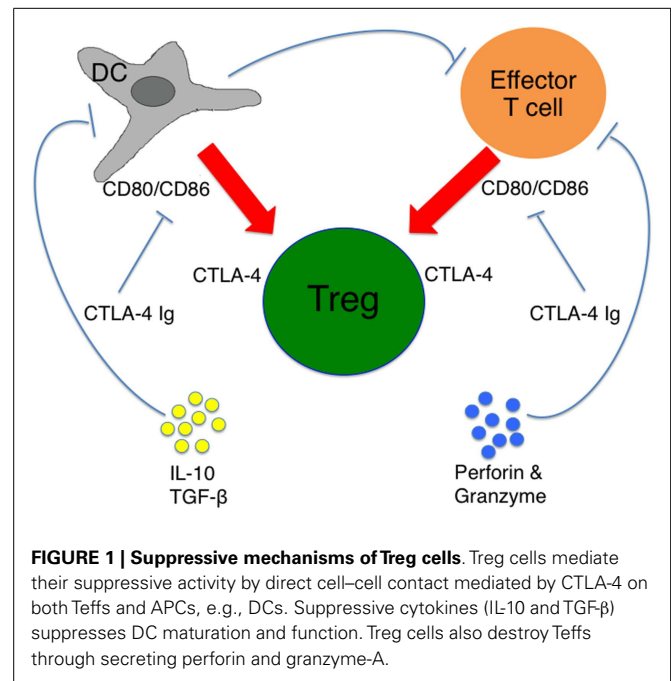 DC
Effector
T cell
CD80/CD86
CD80/CD86
CTLA-4
CTLA-4
Treg
CTLA-4 Ig
CTLA-4 Ig
IL-10
TGF-β
Perforin &
Granzyme
FIGURE 1 | Suppressive mechanisms of Treg cells. Treg cells mediate
their suppressive activity by direct cell–cell contact mediated by CTLA-4 on
both Teffs and APCs, e.g., DCs. Suppressive cytokines (IL-10 and TGF-β)
suppresses DC maturation and function. Treg cells also destroy Teffs
through secreting perforin and granzyme-A.